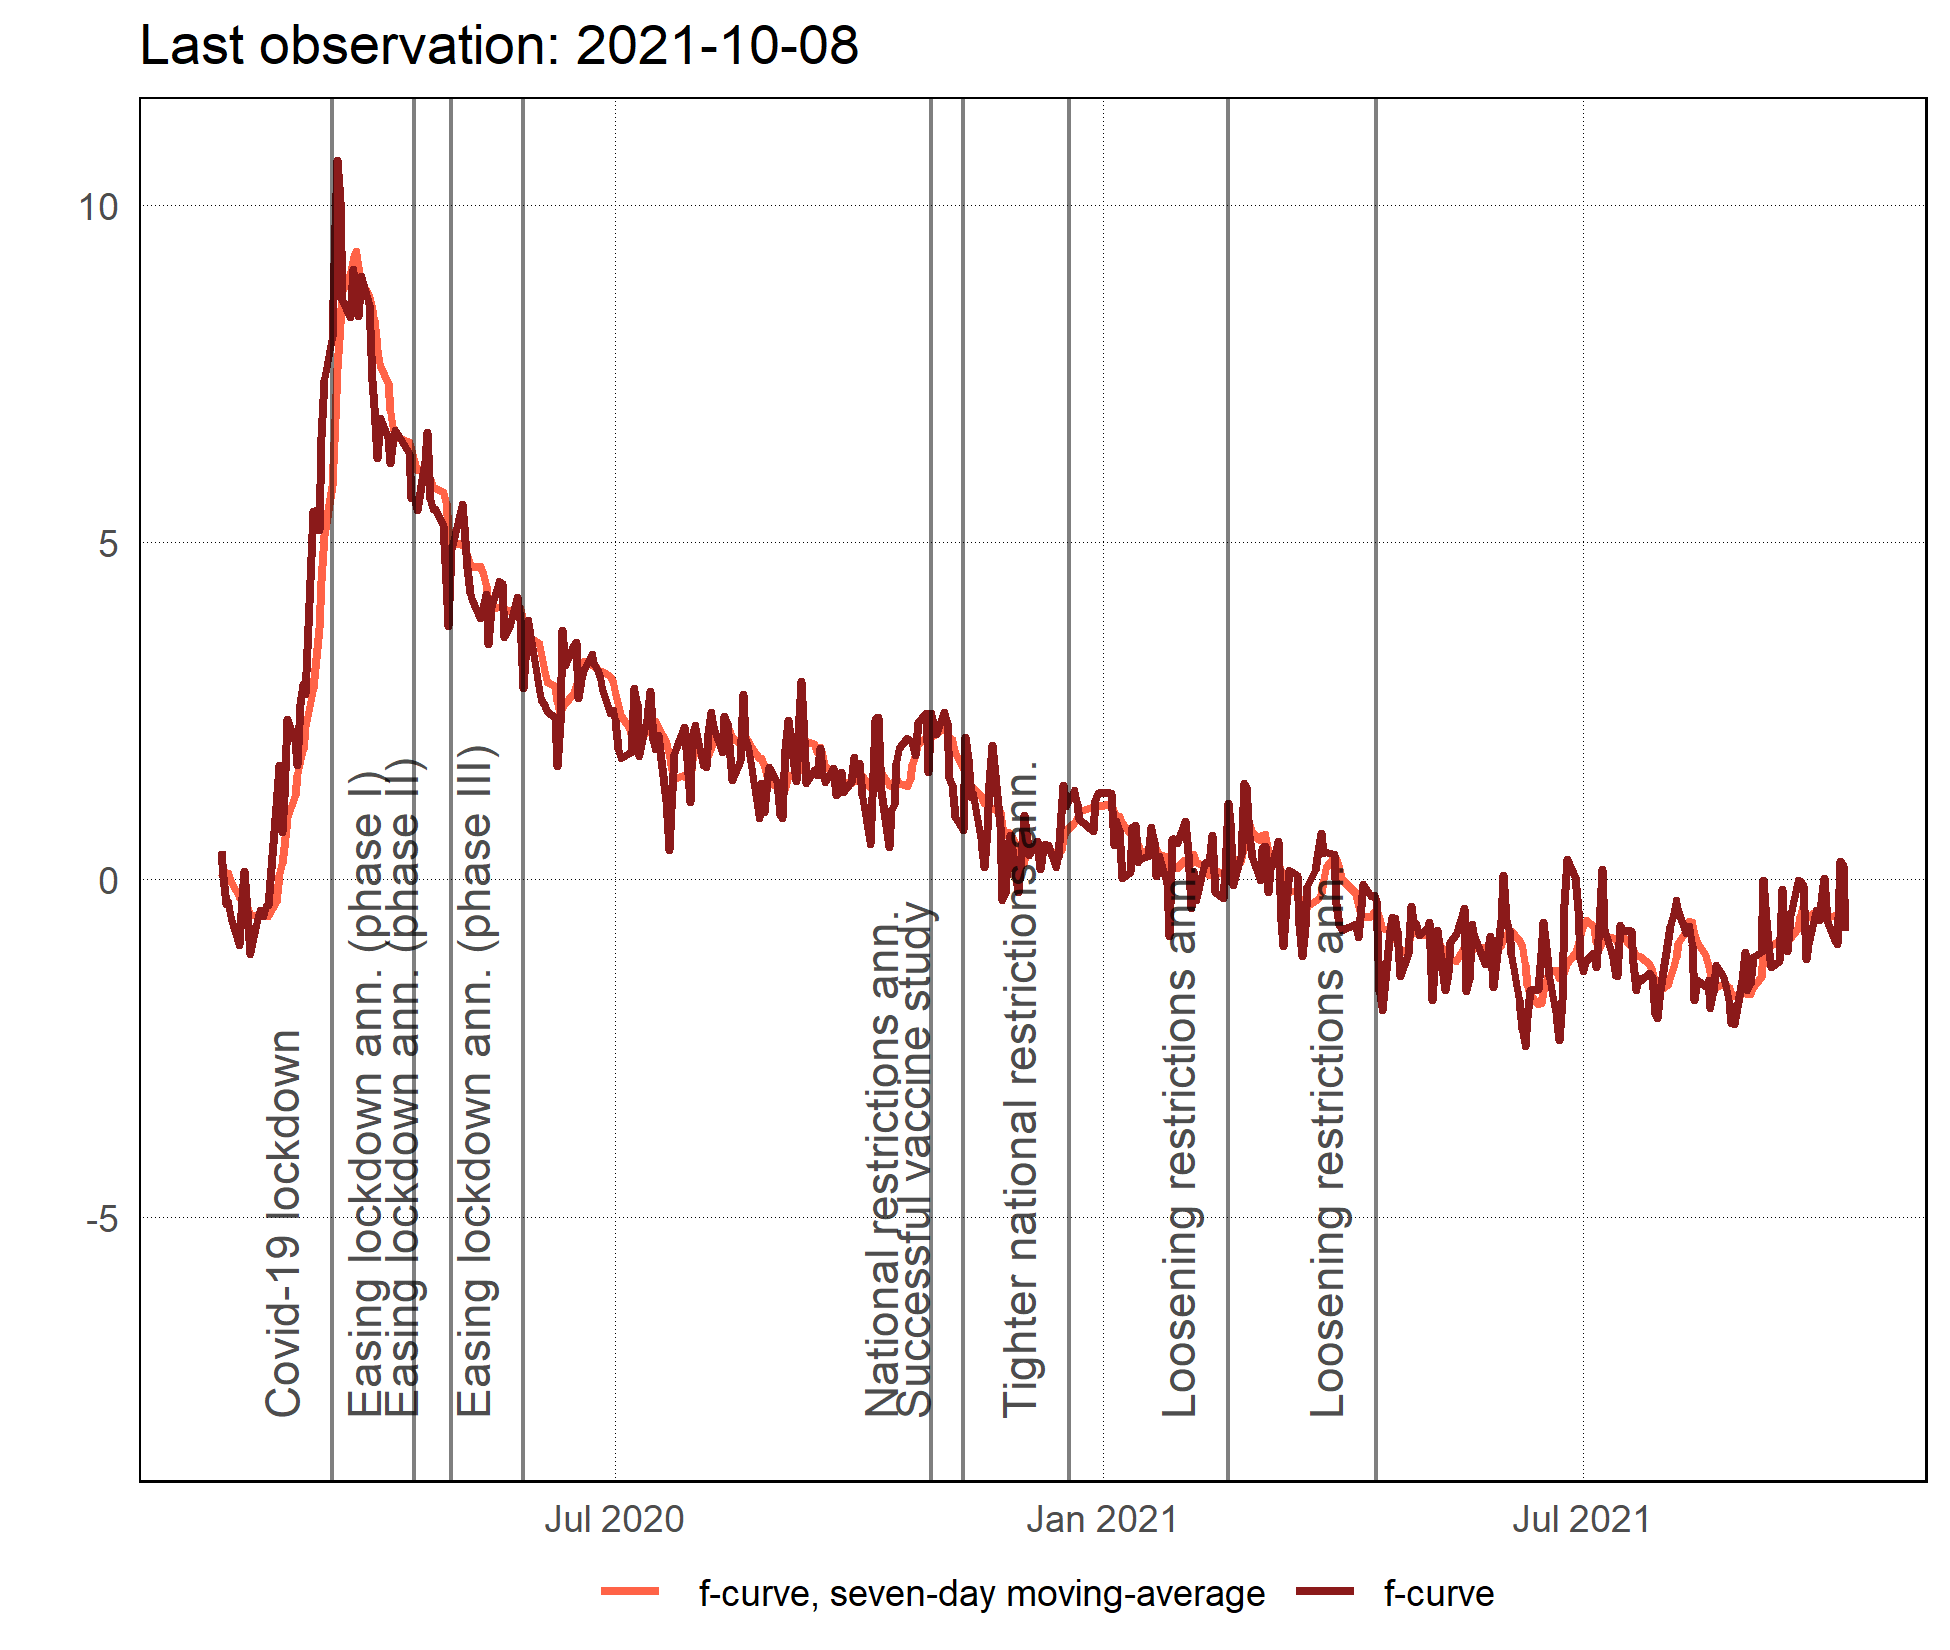 Last observation: 2021-10-08
10
5
0
-5
Covid-19 lockdown
Easing lockdown ann. (phase I)
Easing lockdown ann. (phase II)
Easing lockdown ann. (phase III)
National restrictions ann.
Successful vaccine study
Tighter national restrictions ann.
Loosening restrictions ann.
Loosening restrictions ann.
Jul 2020
Jan 2021
Jul 2021
f-curve, seven-day moving-average
f-curve